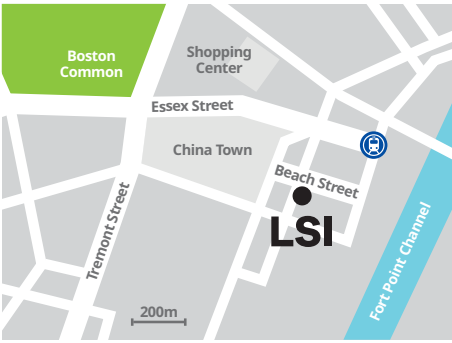 Boston
Common
Shopping
Center
Essex Street
China Town
Beach Street
LSI
Tremont Street
Fort Point Channel
200m